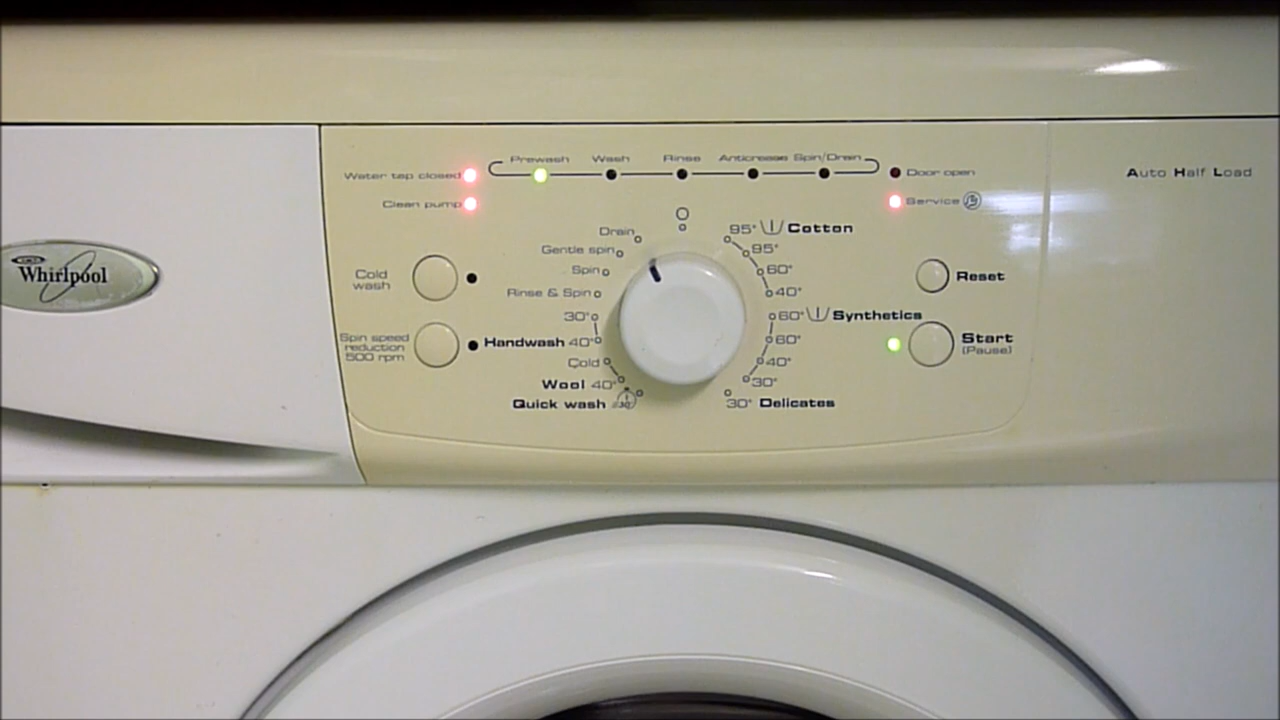 Whirlpool
Water tap closed
Clean pump
Prewash Wash Rinse Anticrease Spin/Drain
Door open
Service
Auto Half Load
Cold
wash
Spin speed
reduction
500 rpm
Drain
Gentle spin
Spin
Rinse & Spin
30°
Handwash 40°
Cold
Wool 40°
Quick wash 30
95° Cotton
95°
60°
40°
60° Synthetics
60°
40°
30°
30° Delicates
Reset
Start
(Pause)